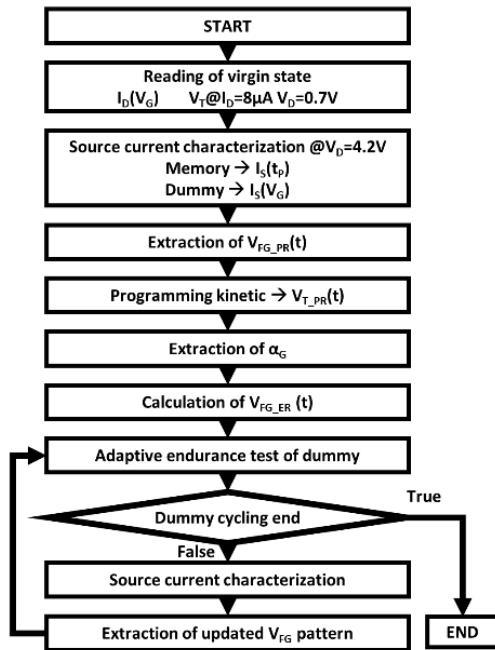 START
Reading of virgin state
I_D(V_G) V_T@I_D=8µA V_D=0.7V
Source current characterization @V_D=4.2V
Memory → I_S(t_P)
Dummy → I_S(V_G)
Extraction of V_FG_PR(t)
Programming kinetic → V_T_PR(t)
Extraction of α_G
Calculation of V_FG_ER (t)
Adaptive endurance test of dummy
True
Dummy cycling end
False
Source current characterization
Extraction of updated V_FG pattern
END